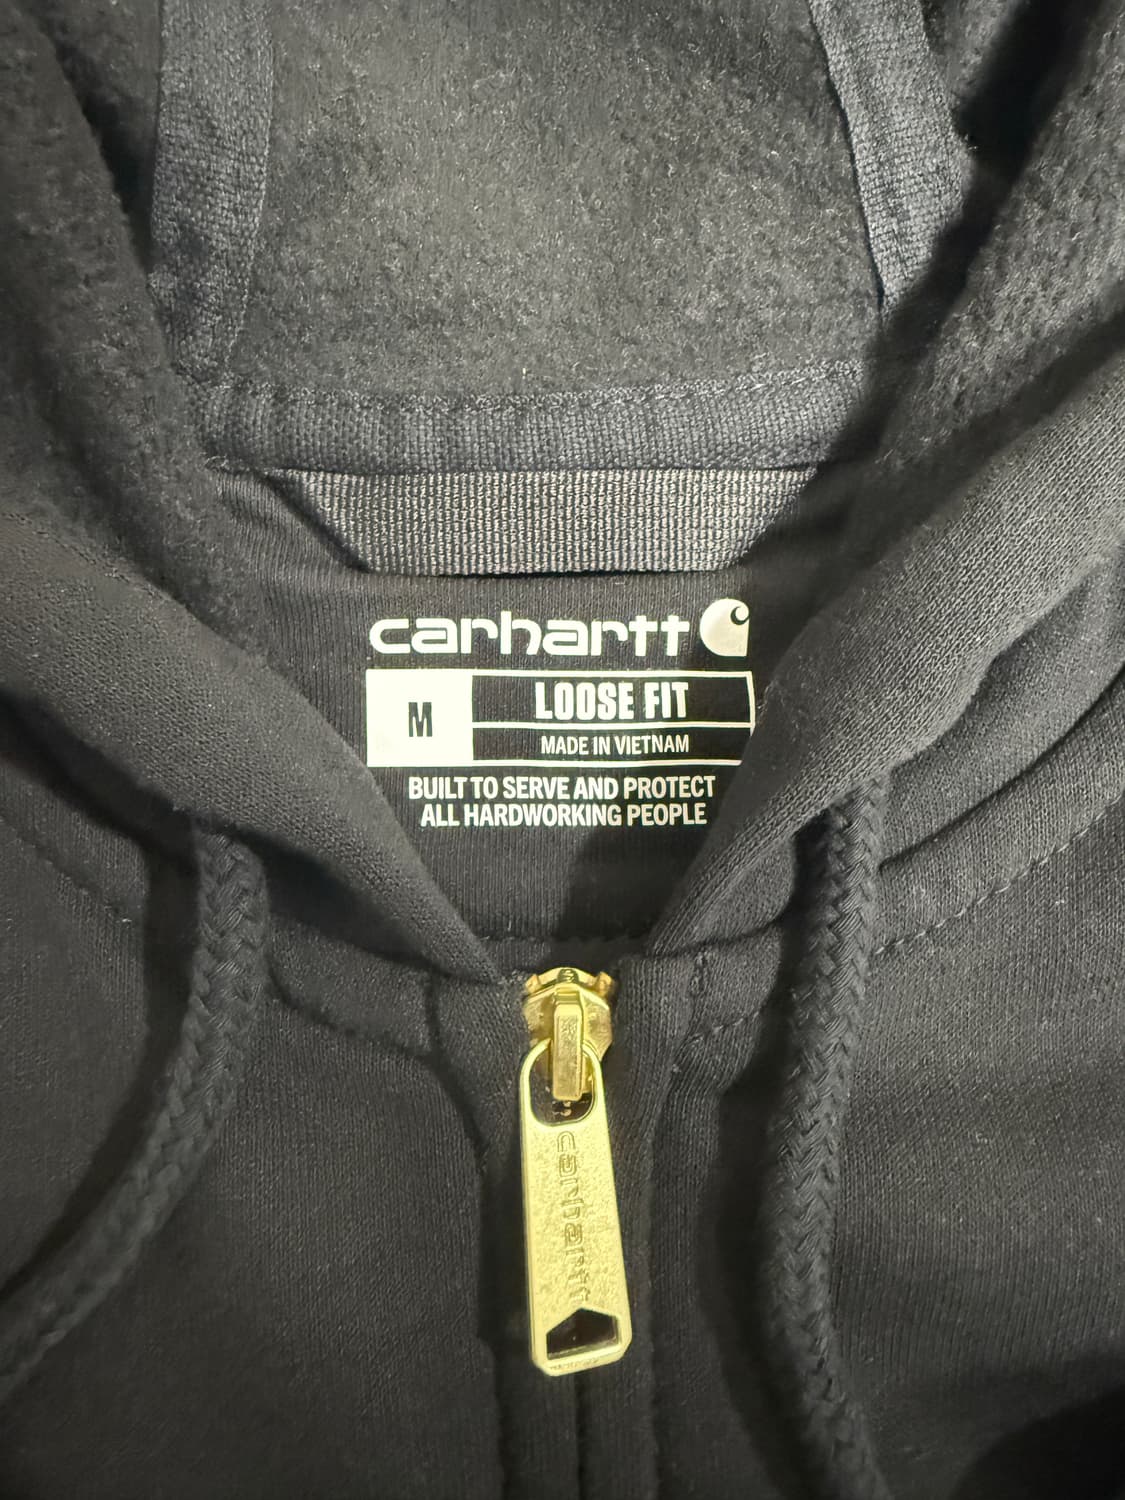 carhartt
M
LOOSE FIT
MADE IN VIETNAM
BUILT TO SERVE AND PROTECT
ALL HARDWORKING PEOPLE
carhartt